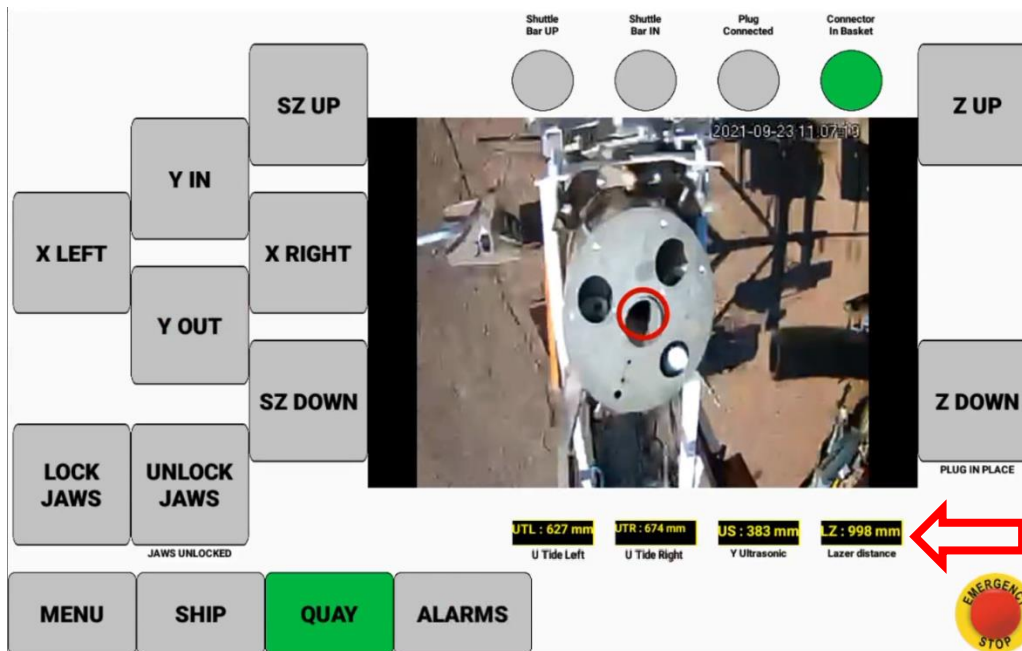 Shuttle
Bar UP
Shuttle
Bar IN
Plug
Connected
Connector
In Basket
SZ UP
Z UP
2021-09-23 11:07:19
Y IN
X LEFT
X RIGHT
Y OUT
SZ DOWN
Z DOWN
LOCK
JAWS
UNLOCK
JAWS
PLUG IN PLACE
JAWS UNLOCKED
UTL : 627 mm
UTR : 674 mm
US : 383 mm
LZ : 998 mm
U Tide Left
U Tide Right
Y Ultrasonic
Lazer distance
MENU
SHIP
QUAY
ALARMS
EMERGENCY
STOP